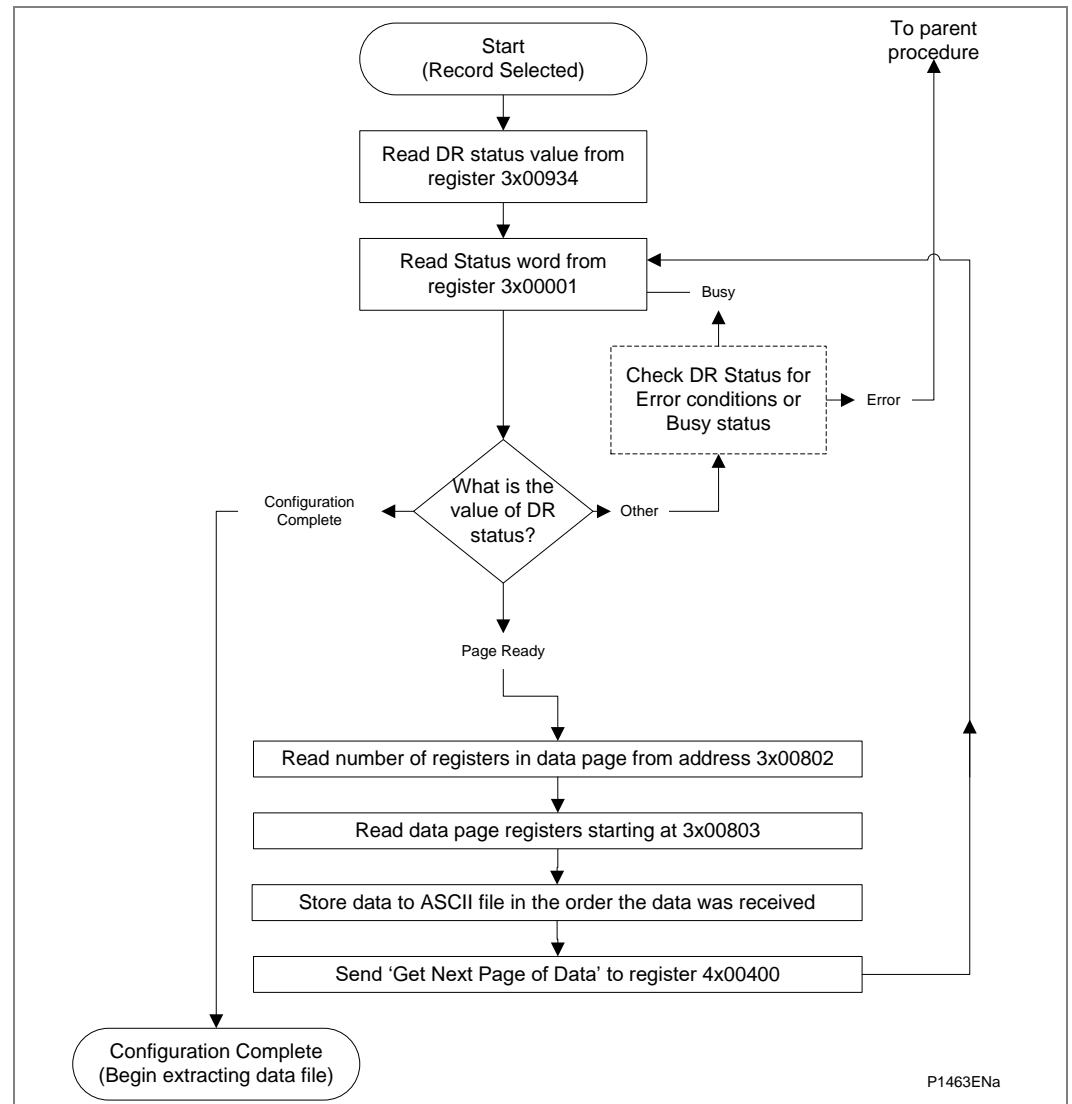 Start
(Record Selected)
To parent
procedure
Read DR status value from
register 3x00934
Read Status word from
register 3x00001
Busy
Check DR Status for
Error conditions or
Busy status
Error
What is the
value of DR
status?
Configuration
Complete
Other
Page Ready
Read number of registers in data page from address 3x00802
Read data page registers starting at 3x00803
Store data to ASCII file in the order the data was received
Send ‘Get Next Page of Data’ to register 4x00400
Configuration Complete
(Begin extracting data file)
P1463ENa